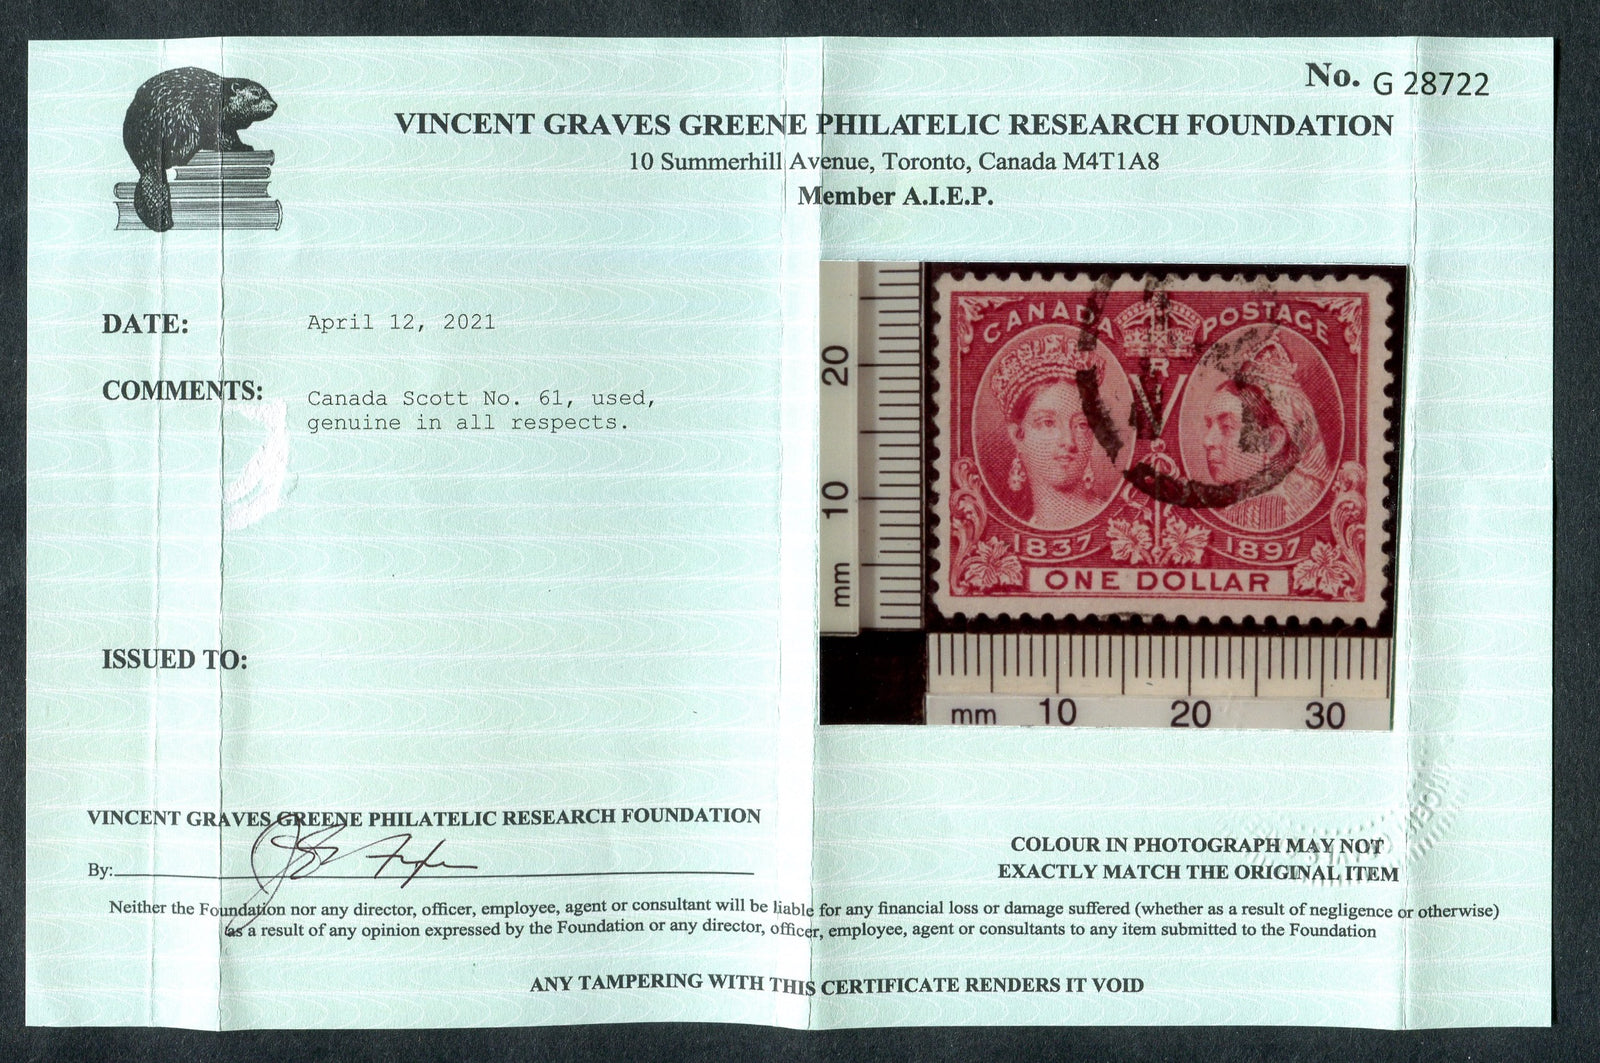 No. G 28722
VINCENT GRAVES GREENE PHILATELIC RESEARCH FOUNDATION
10 Summerhill Avenue, Toronto, Canada M4T1A8
Member A.I.E.P.
DATE: April 12, 2021
COMMENTS: Canada Scott No. 61, used,
genuine in all respects.
ISSUED TO:
20
10
mm
CANADA POSTAGE
R
V
I
1837 1897
ONE DOLLAR
mm 10 20 30
VINCENT GRAVES GREENE PHILATELIC RESEARCH FOUNDATION
By:
COLOUR IN PHOTOGRAPH MAY NOT
EXACTLY MATCH THE ORIGINAL ITEM
Neither the Foundation nor any director, officer, employee, agent or consultant will be liable for any financial loss or damage suffered (whether as a result of negligence or otherwise)
as a result of any opinion expressed by the Foundation or any director, officer, employee, agent or consultants to any item submitted to the Foundation
ANY TAMPERING WITH THIS CERTIFICATE RENDERS IT VOID